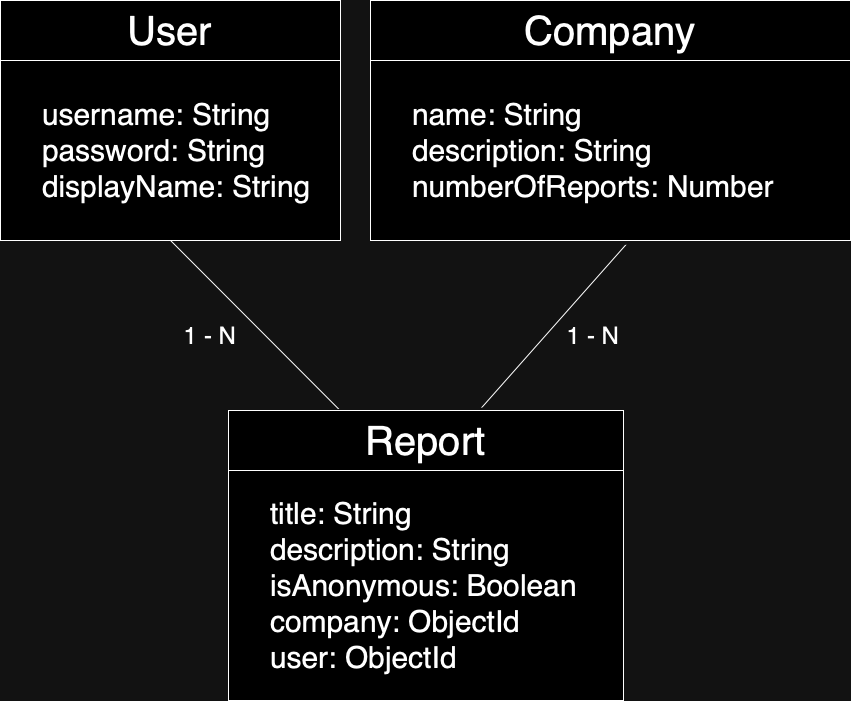 User
username: String
password: String
displayName: String
Company
name: String
description: String
numberOfReports: Number
1 - N
1 - N
Report
title: String
description: String
isAnonymous: Boolean
company: ObjectId
user: ObjectId